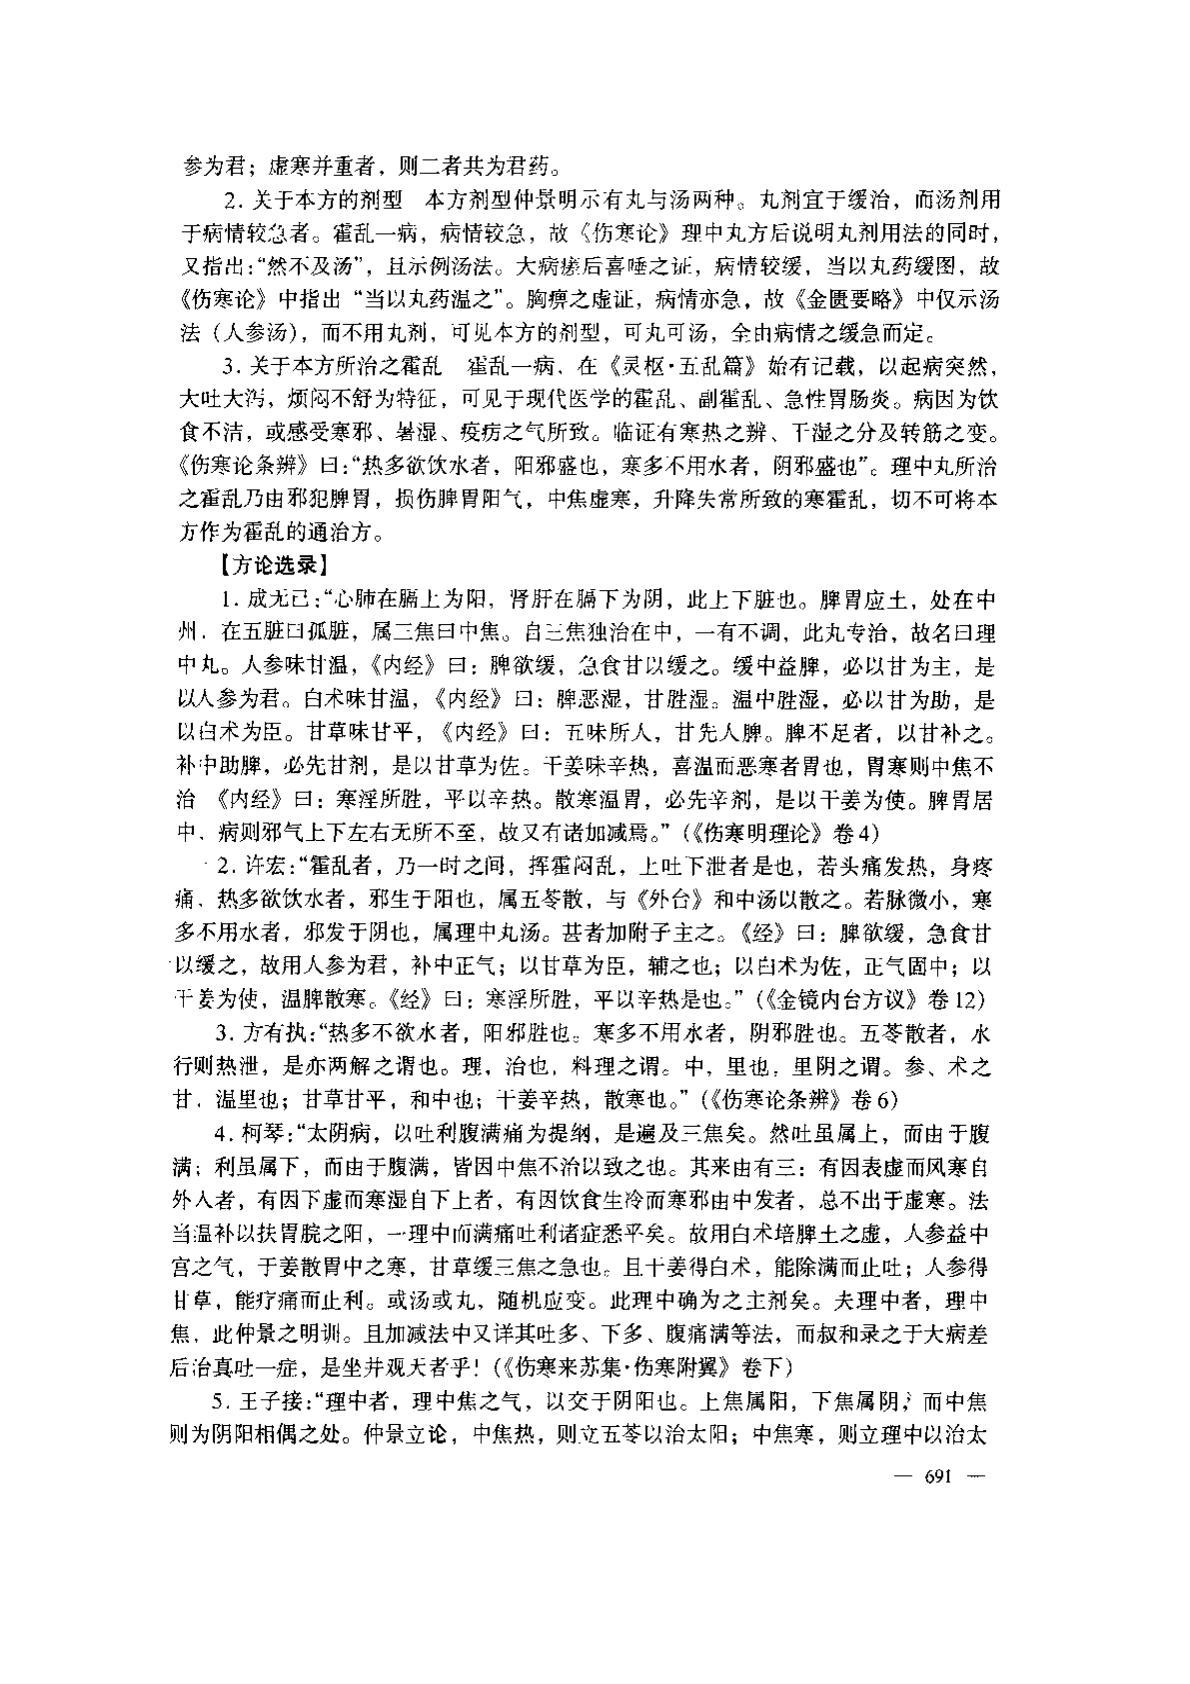 参为君；虚寒并重者，则二者共为君药。
2. 关于本方的剂型　本方剂型仲景明示有丸与汤两种。丸剂宜于缓治，而汤剂用
于病情较急者。霍乱一病，病情较急，故《伤寒论》理中丸方后说明丸剂用法的同时，
又指出：“然不及汤”，且示例汤法。大病瘥后喜唾之证，病情较缓，当以丸药缓图，故
《伤寒论》中指出“当以丸药温之”。胸痹之虚证，病情亦急，故《金匮要略》中仅示汤
法（人参汤），而不用丸剂，可见本方的剂型，可丸可汤，全由病情之缓急而定。
3. 关于本方所治之霍乱　霍乱一病，在《灵枢·五乱篇》始有记载，以起病突然，
大吐大泻，烦闷不舒为特征，可见于现代医学的霍乱、副霍乱、急性胃肠炎。病因为饮
食不洁，或感受寒邪、暑湿、疫疠之气所致。临证有寒热之辨、干湿之分及转筋之变。
《伤寒论条辨》曰：“热多欲饮水者，阳邪盛也，寒多不用水者，阴邪盛也”。理中丸所治
之霍乱乃由邪犯脾胃，损伤脾胃阳气，中焦虚寒，升降失常所致的寒霍乱，切不可将本
方作为霍乱的通治方。
【方论选录】
1. 成无已：“心肺在膈上为阳，肾肝在膈下为阴，此上下脏也。脾胃应土，处在中
州，在五脏曰孤脏，属三焦曰中焦。自三焦独治在中，一有不调，此丸专治，故名曰理
中丸。人参味甘温，《内经》曰：脾欲缓，急食甘以缓之。缓中益脾，必以甘为主，是
以人参为君。白术味甘温，《内经》曰：脾恶湿，甘胜湿。温中胜湿，必以甘为助，是
以白术为臣。甘草味甘平，《内经》曰：五味所入，甘先入脾。脾不足者，以甘补之。
补中助脾，必先甘剂，是以甘草为佐。干姜味辛热，喜温而恶寒者胃也，胃寒则中焦不
治　《内经》曰：寒淫所胜，平以辛热。散寒温胃，必先辛剂，是以干姜为使。脾胃居
中，病则邪气上下左右无所不至，故又有诸加减焉。”（《伤寒明理论》卷 4）
2. 许宏：“霍乱者，乃一时之间，挥霍闷乱，上吐下泄者是也，若头痛发热，身疼
痛，热多欲饮水者，邪生于阳也，属五苓散，与《外台》和中汤以散之。若脉微小，寒
多不用水者，邪发于阴也，属理中丸汤。甚者加附子主之。《经》曰：脾欲缓，急食甘
以缓之，故用人参为君，补中正气；以甘草为臣，辅之也；以白术为佐，正气固中；以
干姜为使，温脾散寒。《经》曰：寒淫所胜，平以辛热是也。”（《金镜内台方议》卷 12）
3. 方有执：“热多不欲水者，阳邪胜也。寒多不用水者，阴邪胜也。五苓散者，水
行则热泄，是亦两解之谓也。理，治也，料理之谓。中，里也，里阴之谓。参、术之
甘，温里也；甘草甘平，和中也；干姜辛热，散寒也。”（《伤寒论条辨》卷 6）
4. 柯琴：“太阴病，以吐利腹满痛为提纲，是遍及三焦矣。然吐虽属上，而由于腹
满；利虽属下，而由于腹满，皆因中焦不治以致之也。其来由有三：有因表虚而风寒自
外入者，有因下虚而寒湿自下上者，有因饮食生冷而寒邪由中发者，总不出于虚寒。法
当温补以扶胃脘之阳，一理中而满痛吐利诸症悉平矣。故用白术培脾土之虚，人参益中
宫之气，干姜散胃中之寒，甘草缓三焦之急也。且干姜得白术，能除满而止吐；人参得
甘草，能疗痛而止利。或汤或丸，随机应变。此理中确为之主剂矣。夫理中者，理中
焦，此仲景之明训。且加减法中又详其吐多、下多、腹痛满等法，而叔和录之于大病差
后治真吐一症，是坐井观天者乎！（《伤寒来苏集·伤寒附翼》卷下）
5. 王子接：“理中者，理中焦之气，以交于阴阳也。上焦属阳，下焦属阴，而中焦
则为阴阳相偶之处。仲景立论，中焦热，则立五苓以治太阳；中焦寒，则立理中以治太
— 691 —